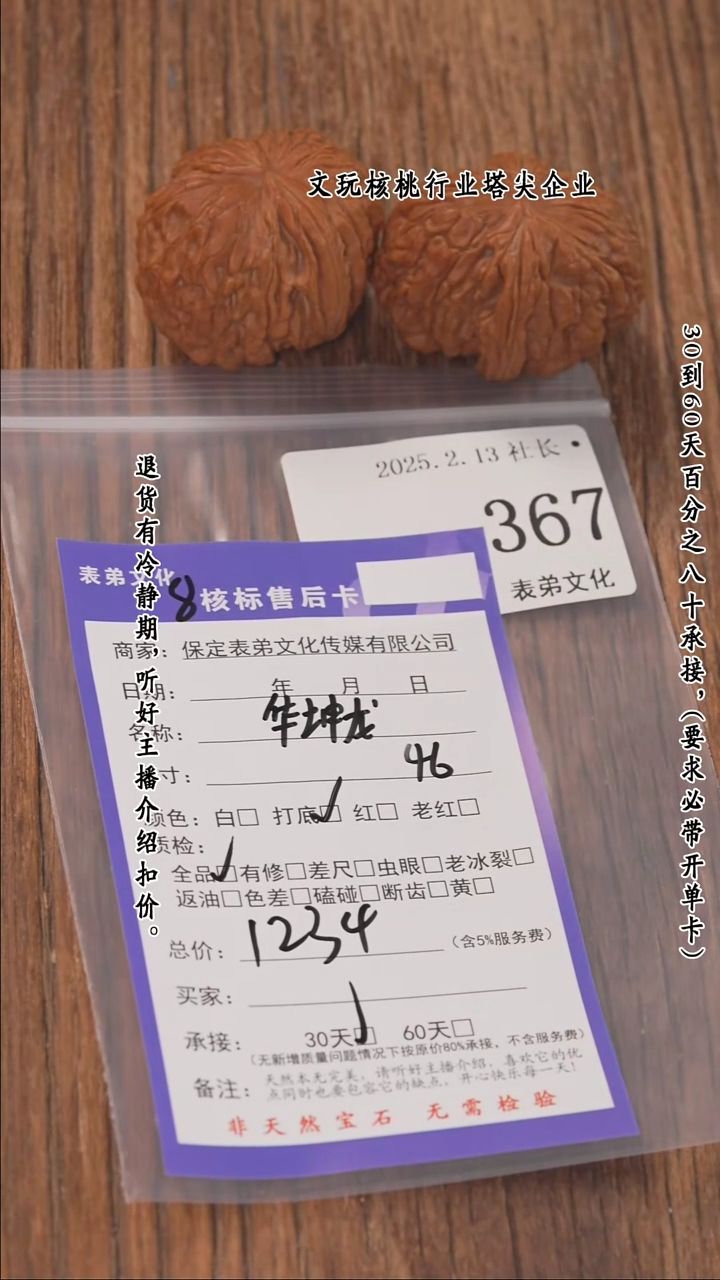 文玩核桃行业塔尖企业
30到60天百分之八十承接，（要求必带开单卡）
退货有冷静期，听好主播介绍扣价。
2025.2.13 社长
367
表弟文化
表弟文化
8核标售后卡
商家：保定表弟文化传媒有限公司
日期： 年 月 日
名称： 华坤龙
寸： 46
颜色：白□ 打底☑ 红□ 老红□
质检：
全品☑有修□差尺□虫眼□老冰裂□
返油□色差□磕碰□断齿□黄□
总价： 1234 （含5%服务费）
买家：
承接： 30天☑ 60天□
（无新增质量问题情况下按原价80%承接，不含服务费）
备注： 天然本无完美，请听好主播介绍，喜欢它的优
点同时也要包容它的缺点，开心快乐每一天！
非天然宝石 无需检验